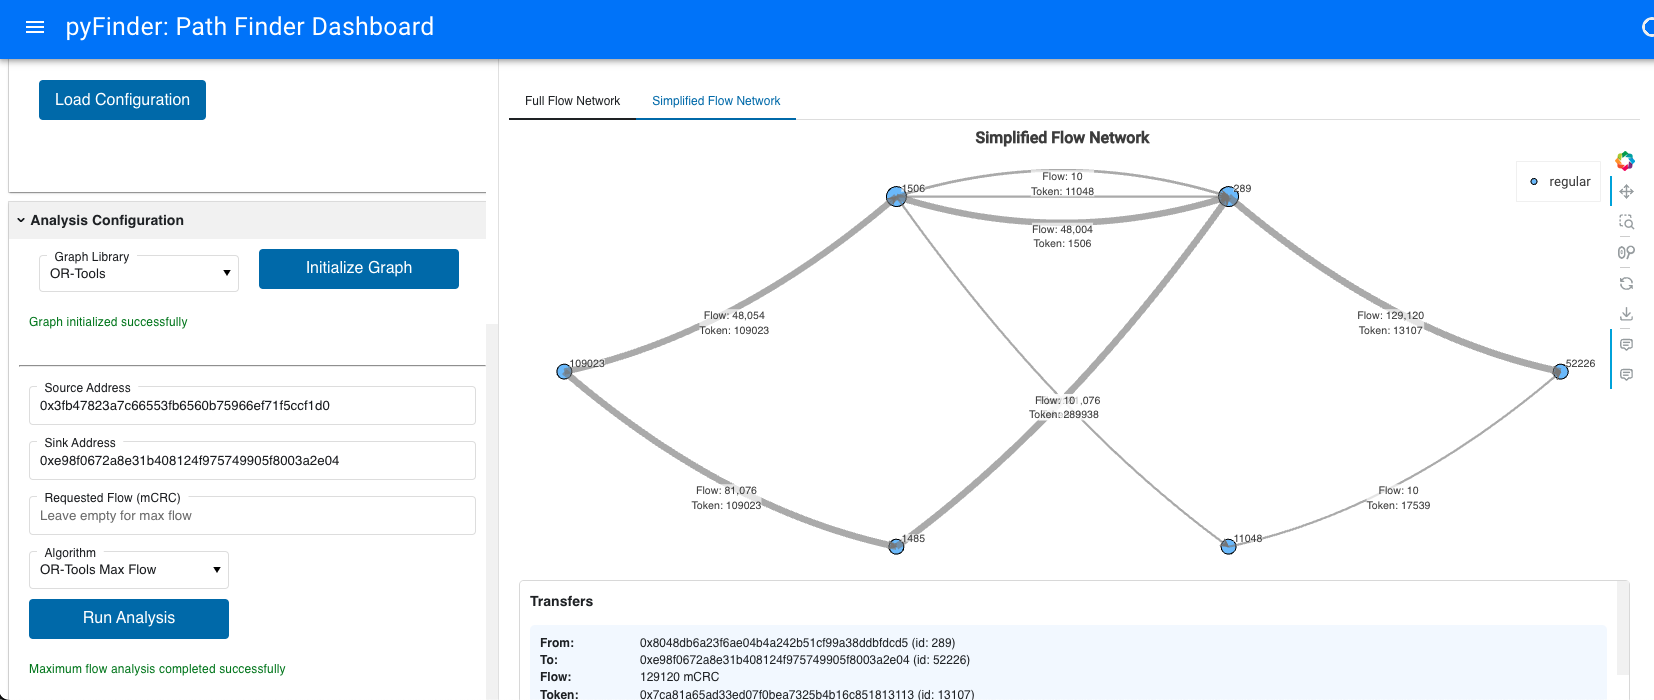 pyFinder: Path Finder Dashboard
Load Configuration
Analysis Configuration
Graph Library
OR-Tools
Initialize Graph
Graph initialized successfully
Source Address
0x3fb47823a7c66553fb6560b75966ef71f5ccf1d0
Sink Address
0xe98f0672a8e31b408124f975749905f8003a2e04
Requested Flow (mCRC)
Leave empty for max flow
Algorithm
OR-Tools Max Flow
Run Analysis
Maximum flow analysis completed successfully
Full Flow Network
Simplified Flow Network
Simplified Flow Network
regular
1506
289
Flow: 10
Token: 11048
Flow: 48,004
Token: 1506
Flow: 48,054
Token: 109023
Flow: 129,120
Token: 13107
109023
52226
Flow: 10
,076
Token: 289938
Flow: 81,076
Token: 109023
Flow: 10
Token: 17539
1485
11048
Transfers
From: 0x8048db6a23f6ae04b4a242b51cf99a38ddbfdcd5 (id: 289)
To: 0xe98f0672a8e31b408124f975749905f8003a2e04 (id: 52226)
Flow: 129120 mCRC
Token: 0x7ca81a65ad33ed07f0bea7325b4b16c851813113 (id: 13107)